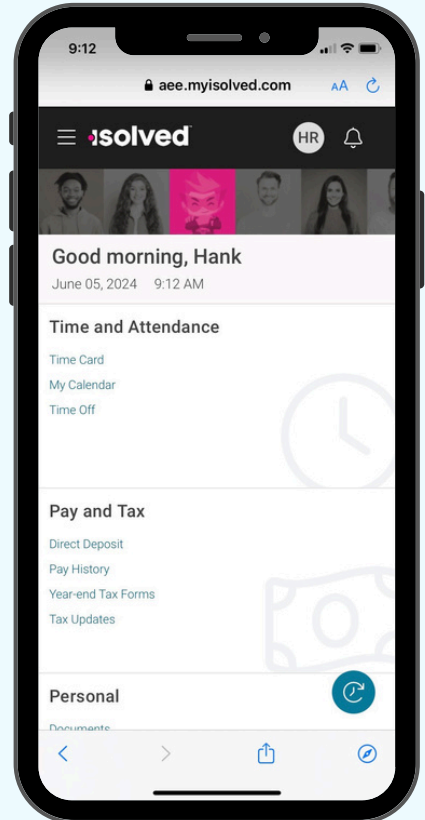 9:12
aee.myisolved.com AA
isolved HR
Good morning, Hank
June 05, 2024 9:12 AM
Time and Attendance
Time Card
My Calendar
Time Off
Pay and Tax
Direct Deposit
Pay History
Year-end Tax Forms
Tax Updates
Personal
Documents